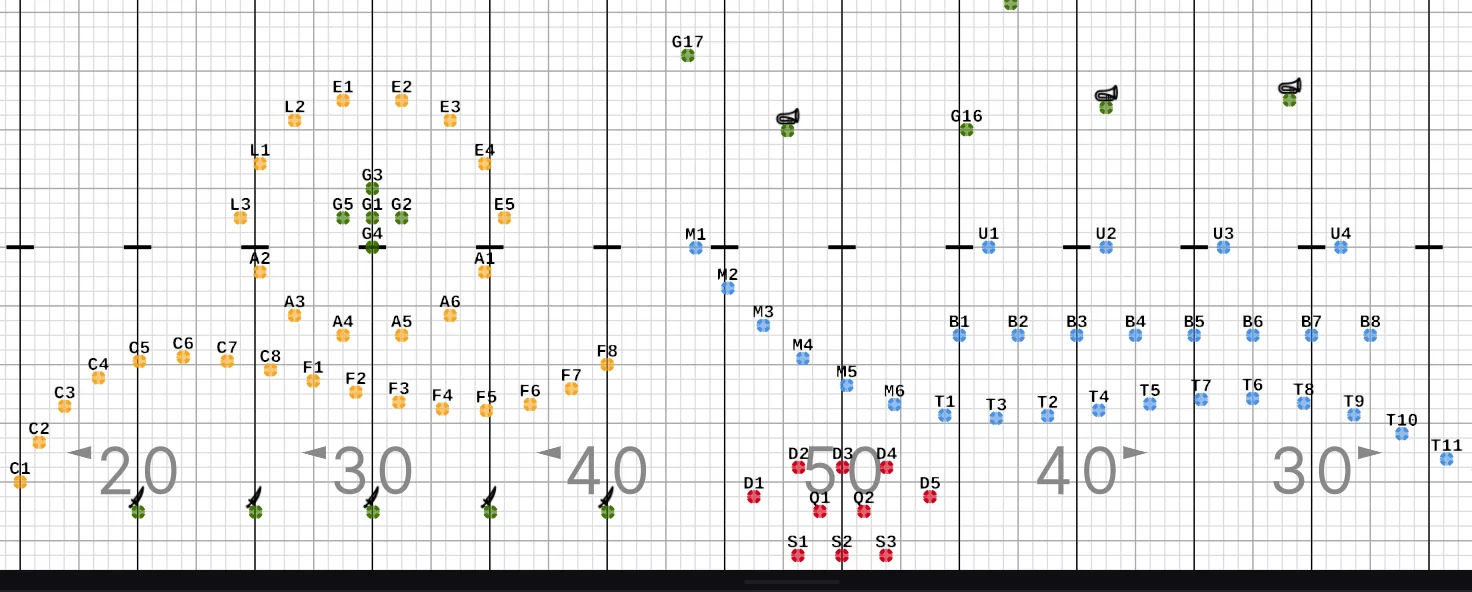 G17
E1 E2
L2 E3
G16
L1 E4
G3
L3 G5 G1 G2 E5
G4 M1 U1 U2 U3 U4
A2 A1
M2
A3 A6
M3
A4 A5 B1 B2 B3 B4 B5 B6 B7 B8
C5 C6 C7 M4
C4 C8 F8
F1 F7 M5
C3 F2 F3 F4 F5 F6 M6 T1 T3 T2 T4 T5 T7 T6 T8 T9
C2 T10
T11
C1 20 30 40 50 40 30
D2 D3 D4
D1 D5
Q1 Q2
S1 S2 S3